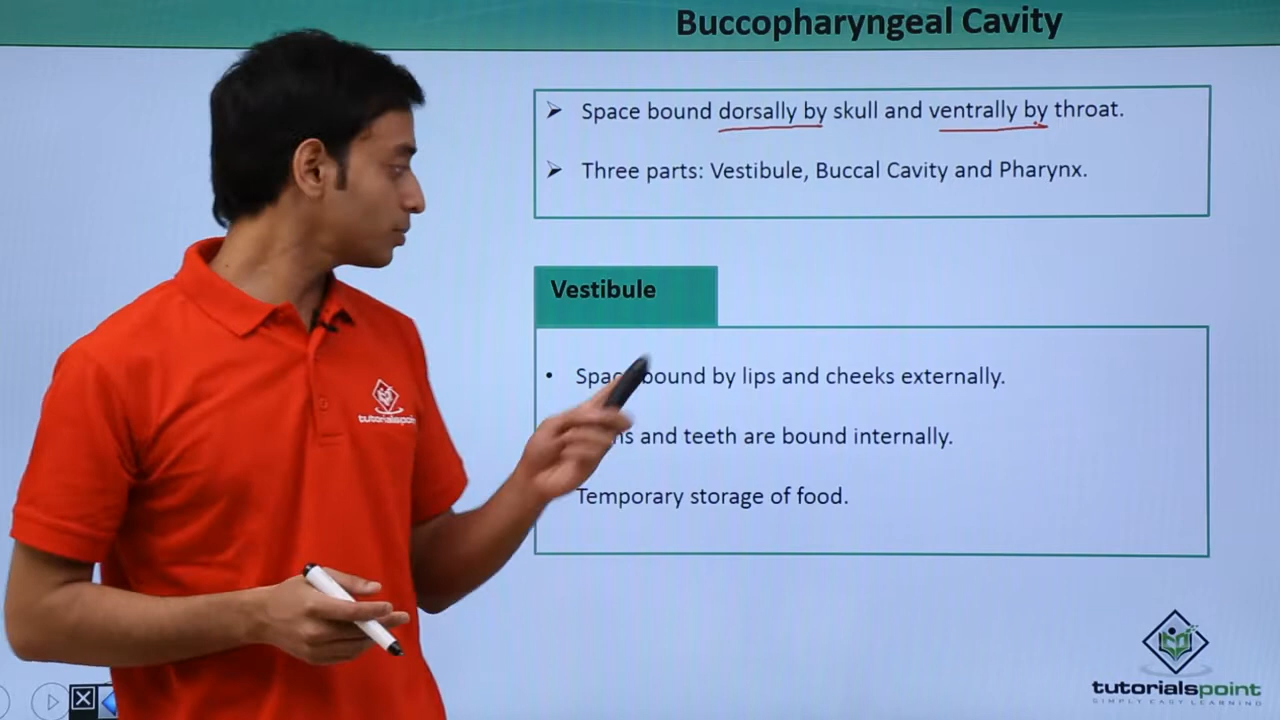 Buccopharyngeal Cavity
➢ Space bound dorsally by skull and ventrally by throat.
➢ Three parts: Vestibule, Buccal Cavity and Pharynx.
Vestibule
• Space bound by lips and cheeks externally.
and teeth are bound internally.
Temporary storage of food.
tutorialspoint
tutorialspoint
SIMPLY EASY LEARNING